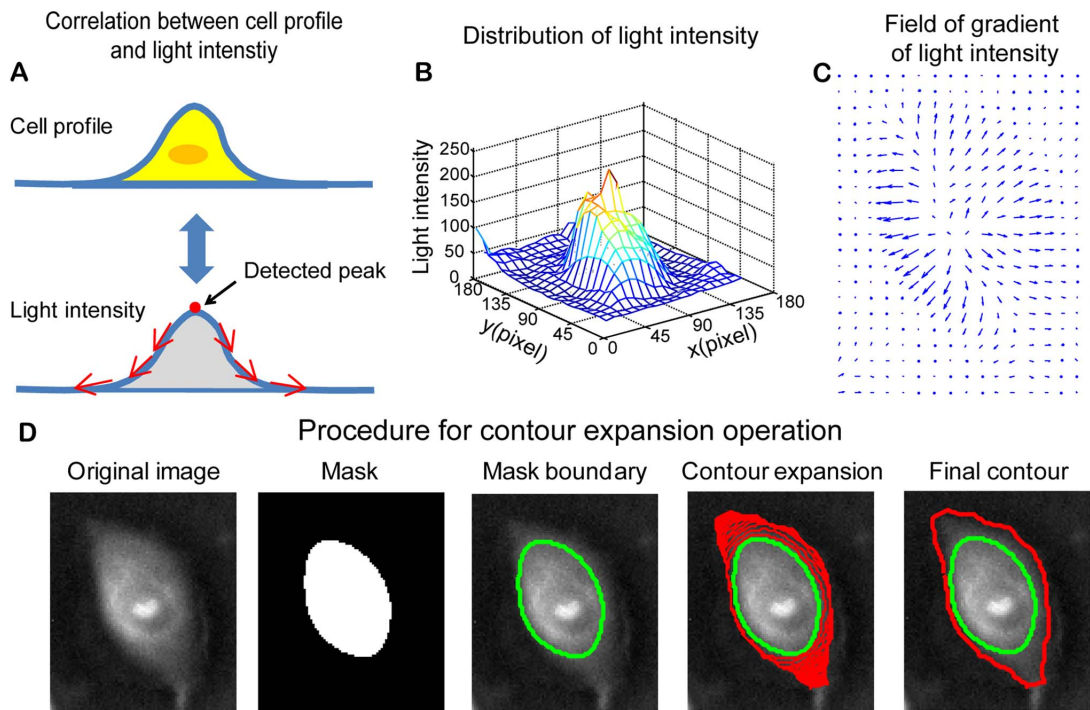 Correlation between cell profile
and light intenstiy
A
Cell profile
Detected peak
Light intensity
Distribution of light intensity
B
Light intensity
250
200
150
100
50
0
180
135
90
45
0
y(pixel)
0
45
90
135
180
x(pixel)
Field of gradient
of light intensity
C
D
Procedure for contour expansion operation
Original image
Mask
Mask boundary
Contour expansion
Final contour